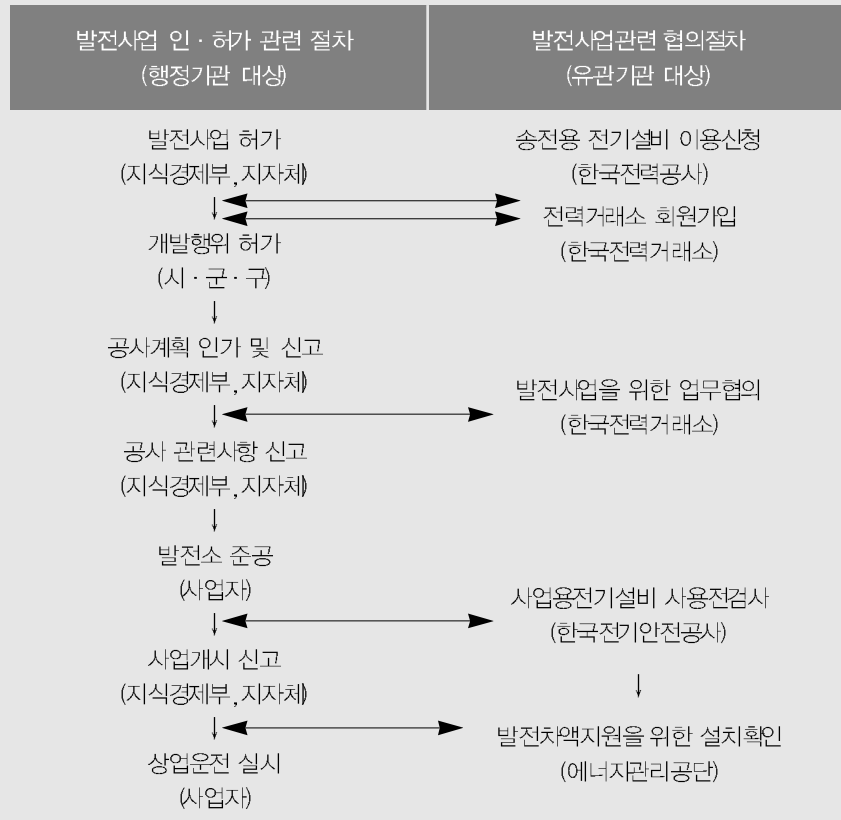 발전사업 인 · 허가 관련 절차
(행정기관 대상)
발전사업관련 협의절차
(유관기관 대상)
발전사업 허가
(지식경제부, 지자체)
개발행위 허가
(시 · 군 · 구)
공사계획 인가 및 신고
(지식경제부, 지자체)
공사 관련사항 신고
(지식경제부, 지자체)
발전소 준공
(사업자)
사업개시 신고
(지식경제부, 지자체)
상업운전 실시
(사업자)
송전용 전기설비 이용신청
(한국전력공사)
전력거래소 회원가입
(한국전력거래소)
발전사업을 위한 업무협의
(한국전력거래소)
사업용전기설비 사용전검사
(한국전기안전공사)
발전차액지원을 위한 설치확인
(에너지관리공단)